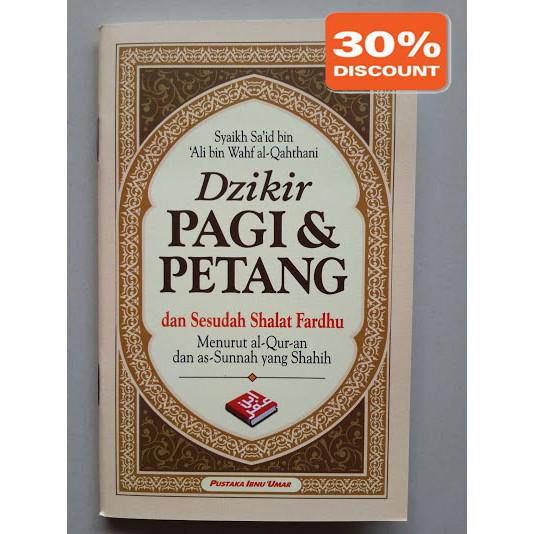 30%
DISCOUNT
Syaikh Sa'id bin
'Ali bin Wahf al-Qahthani
Dzikir
PAGI &
PETANG
dan Sesudah Shalat Fardhu
Menurut al-Qur-an
dan as-Sunnah yang Shahih
PUSTAKA IBNU 'UMAR